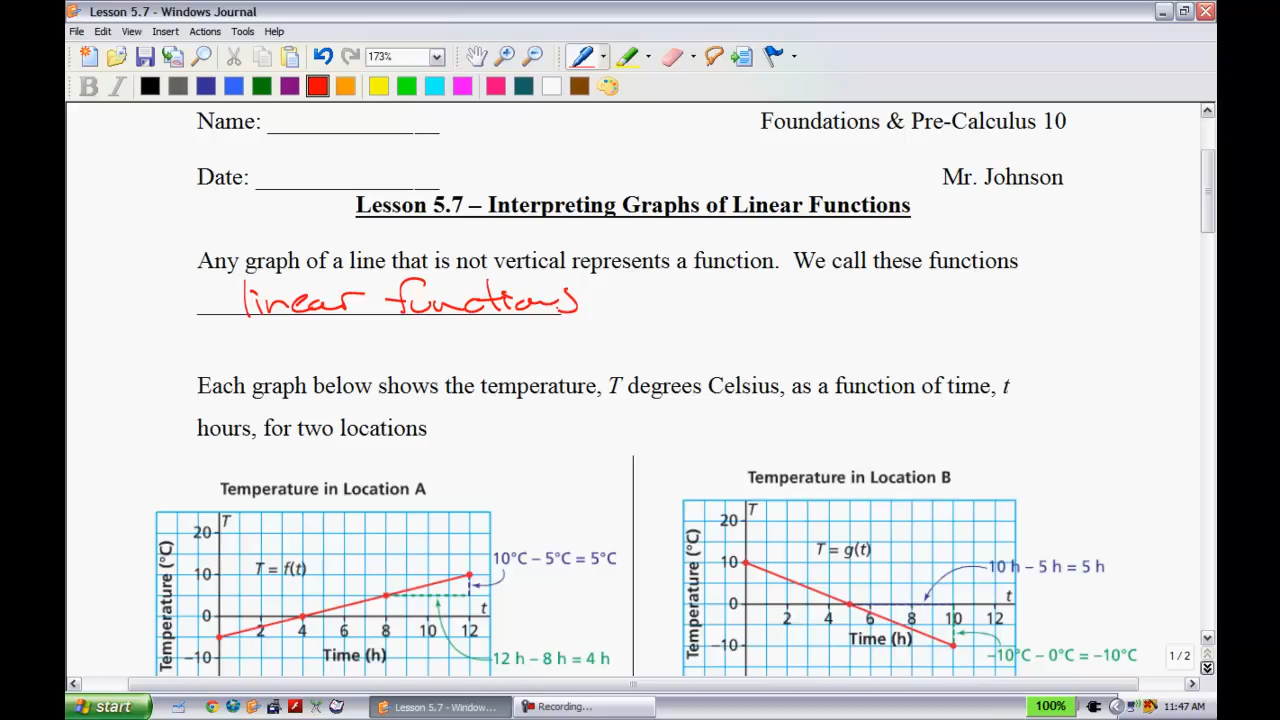 Lesson 5.7 - Windows Journal
File Edit View Insert Actions Tools Help
173%
B I
Name: ______________ Foundations & Pre-Calculus 10
Date: _______________ Mr. Johnson
Lesson 5.7 – Interpreting Graphs of Linear Functions
Any graph of a line that is not vertical represents a function. We call these functions
linear functions
Each graph below shows the temperature, T degrees Celsius, as a function of time, t
hours, for two locations
Temperature in Location A
T
20
10
0
–10
Temperature (°C)
T = f(t)
2 4 6 8 10 12
t
Time (h)
10°C – 5°C = 5°C
12 h – 8 h = 4 h
Temperature in Location B
T
20
10
0
–10
Temperature (°C)
T = g(t)
2 4 6 8 10 12
t
Time (h)
10 h – 5 h = 5 h
–10°C – 0°C = –10°C
1 / 2
start
Lesson 5.7 - Window...
Recording...
100%
11:47 AM